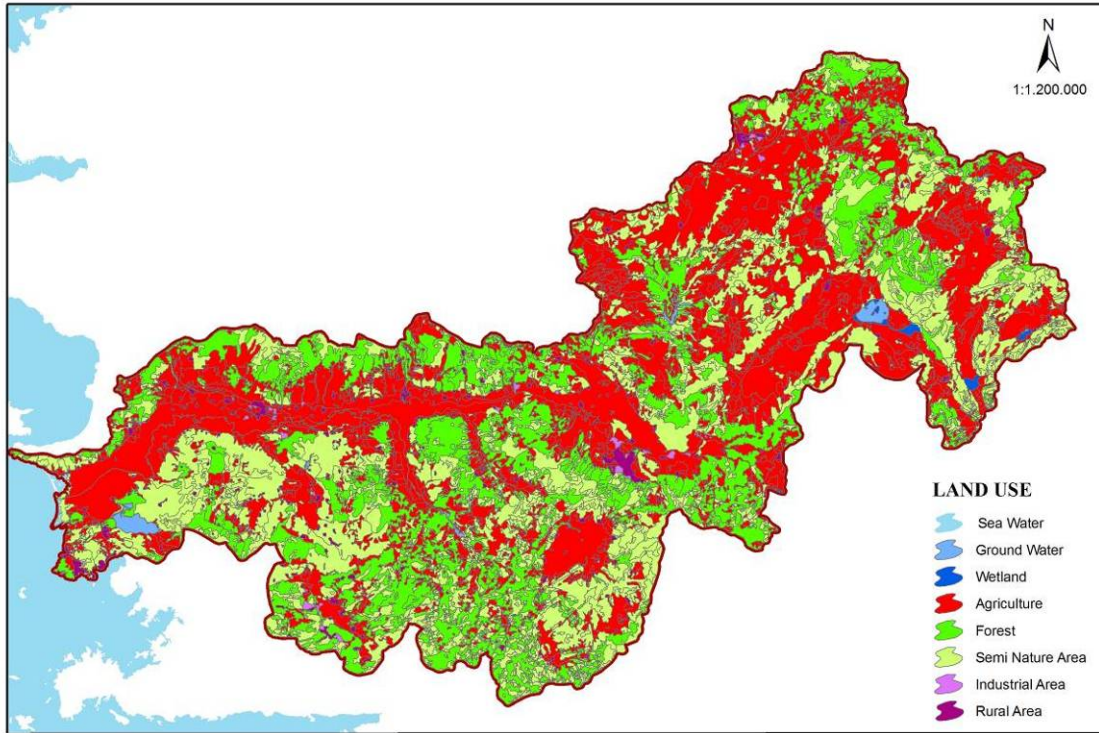 N
1:1.200.000
LAND USE
Sea Water
Ground Water
Wetland
Agriculture
Forest
Semi Nature Area
Industrial Area
Rural Area